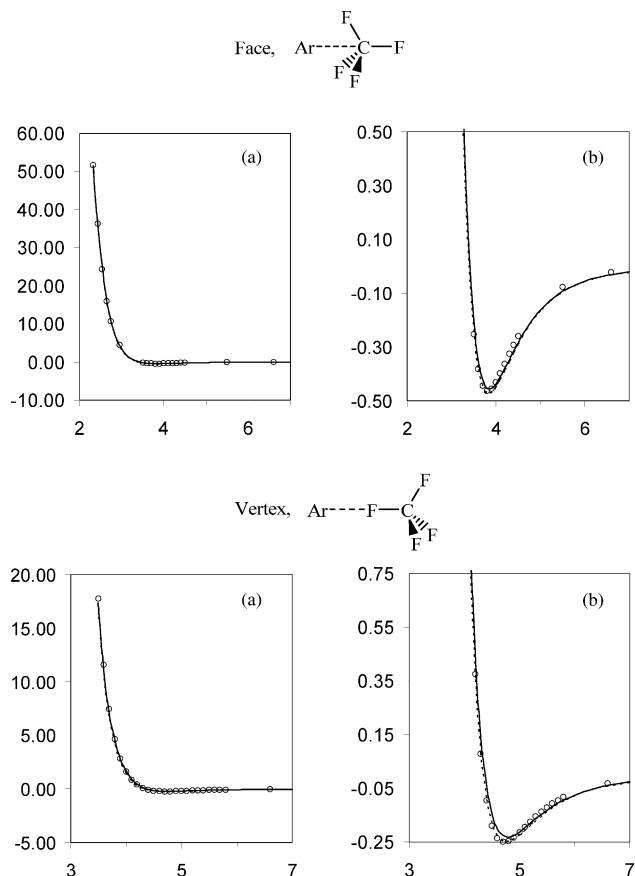 F
Face, Ar C F
F
F
(a) (b)
60.00
50.00
40.00
30.00
20.00
10.00
0.00
-10.00
2 4 6
0.50
0.30
0.10
-0.10
-0.30
-0.50
2 4 6
F
Vertex, Ar F C
F
F
(a) (b)
20.00
15.00
10.00
5.00
0.00
-5.00
3 5 7
0.75
0.55
0.35
0.15
-0.05
-0.25
3 5 7